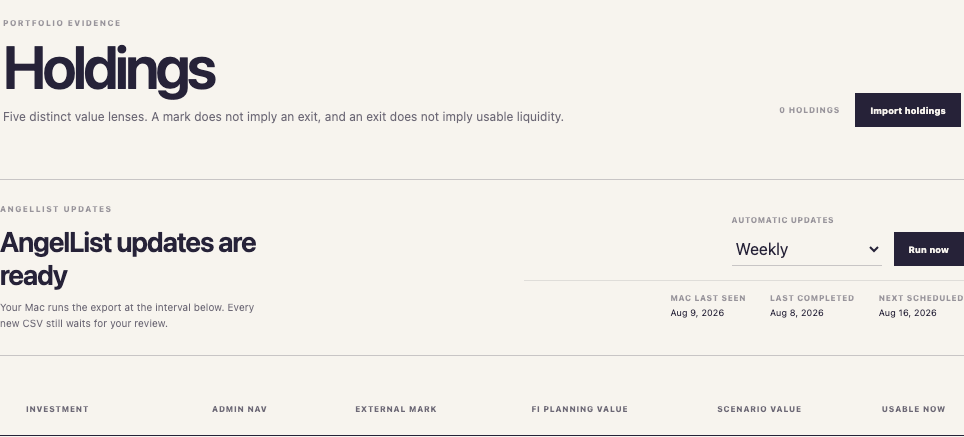 PORTFOLIO EVIDENCE
Holdings
Five distinct value lenses. A mark does not imply an exit, and an exit does not imply usable liquidity.
0 HOLDINGS
Import holdings
ANGELLIST UPDATES
AngelList updates are
ready
Your Mac runs the export at the interval below. Every
new CSV still waits for your review.
AUTOMATIC UPDATES
Weekly
Run now
MAC LAST SEEN LAST COMPLETED NEXT SCHEDULED
Aug 9, 2026 Aug 8, 2026 Aug 16, 2026
INVESTMENT ADMIN NAV EXTERNAL MARK FI PLANNING VALUE SCENARIO VALUE USABLE NOW